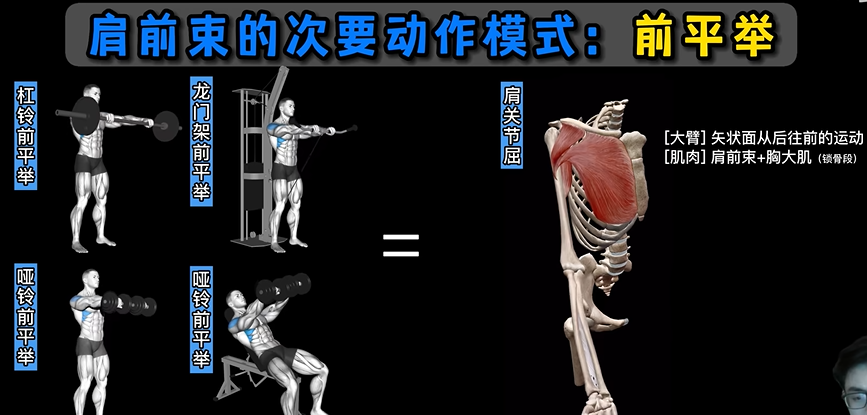 肩前束的次要动作模式：前平举
杠铃前平举
龙门架前平举
肩关节屈
[大臂] 矢状面从后往前的运动
[肌肉] 肩前束+胸大肌（锁骨段）
哑铃前平举
哑铃前平举